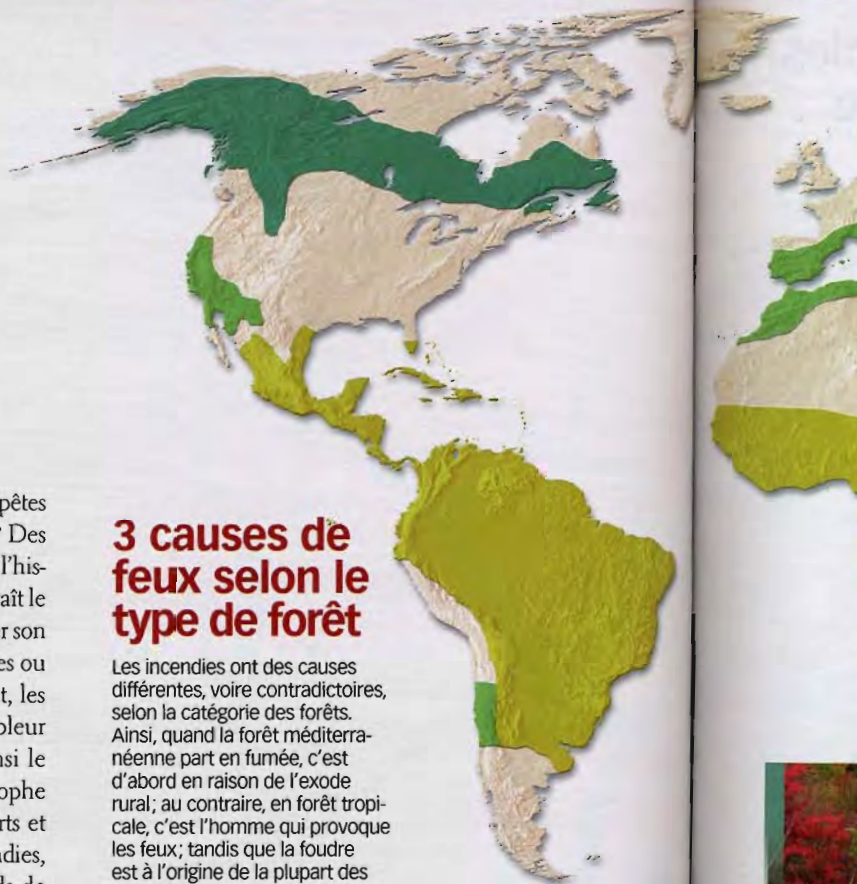 pêtes
Des
l'his-
aît le
r son
es ou
t, les
pleur
nsi le
ophe
rts et
dies,
3 causes de
feux selon le
type de forêt
Les incendies ont des causes
différentes, voire contradictoires,
selon la catégorie des forêts.
Ainsi, quand la forêt méditerra-
néenne part en fumée, c'est
d'abord en raison de l'exode
rural; au contraire, en forêt tropi-
cale, c'est l'homme qui provoque
les feux; tandis que la foudre
est à l'origine de la plupart des